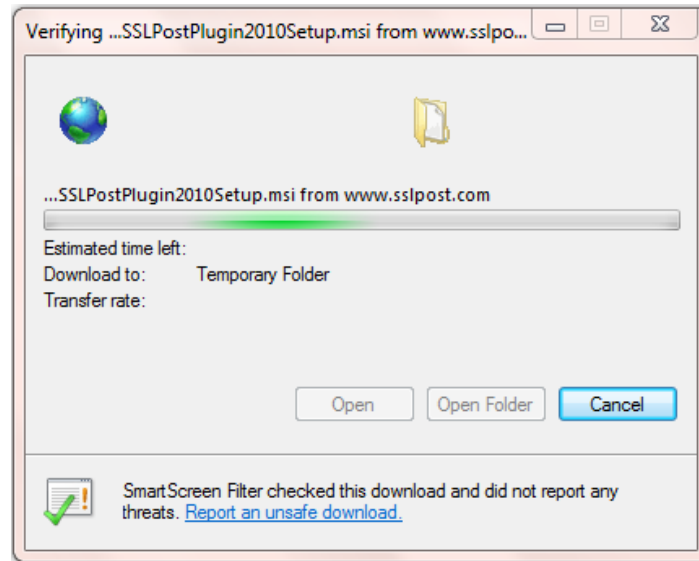 Verifying ...SSLPostPlugin2010Setup.msi from www.sslpo...
...SSLPostPlugin2010Setup.msi from www.sslpost.com
Estimated time left:
Download to: Temporary Folder
Transfer rate:
Open Open Folder Cancel
SmartScreen Filter checked this download and did not report any
threats. Report an unsafe download.